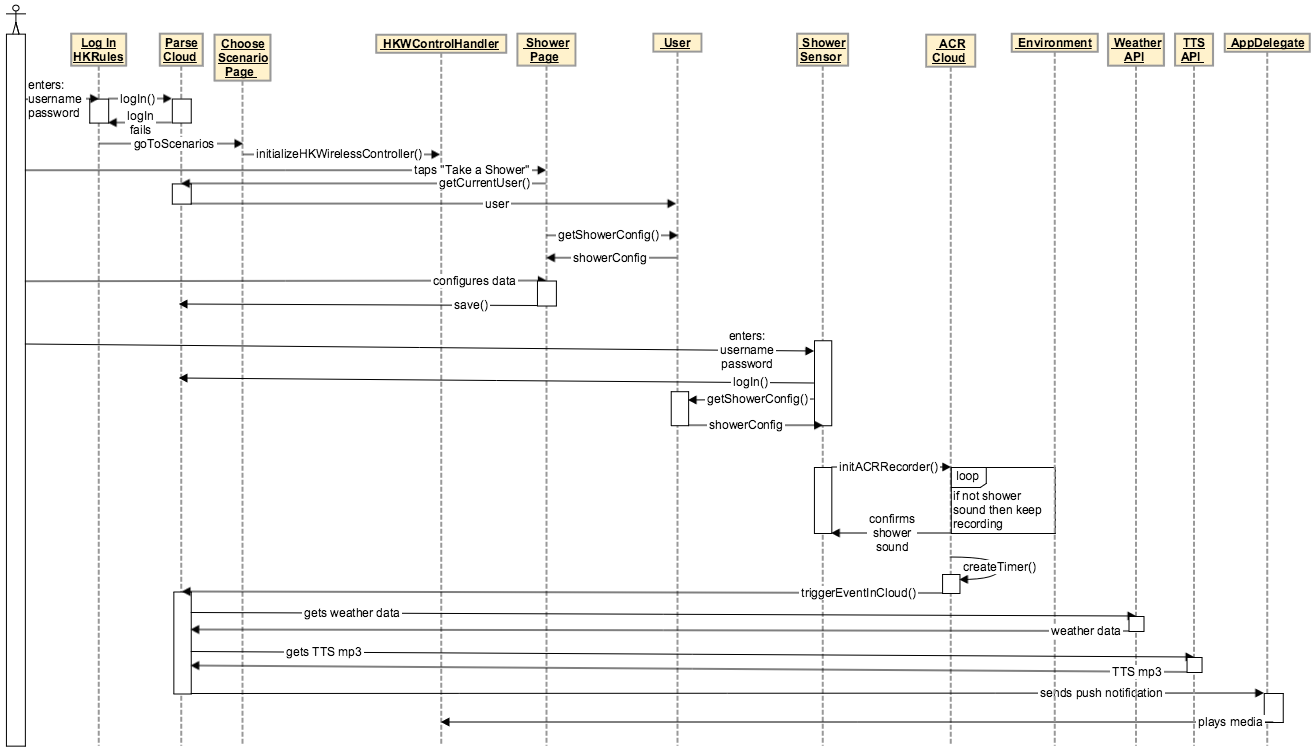 Log In
HKRules
Parse
Cloud
Choose
Scenario
Page
HKWControlHandler
Shower
Page
User
Shower
Sensor
ACR
Cloud
Environment
Weather
API
TTS
API
AppDelegate
enters:
username
password
logIn()
logIn
fails
goToScenarios
initializeHKWirelessController()
taps "Take a Shower"
getCurrentUser()
user
getShowerConfig()
showerConfig
configures data
save()
enters:
username
password
logIn()
getShowerConfig()
showerConfig
initACRRecorder()
loop
if not shower
sound then keep
recording
confirms
shower
sound
createTimer()
triggerEventInCloud()
gets weather data
weather data
gets TTS mp3
TTS mp3
sends push notification
plays media